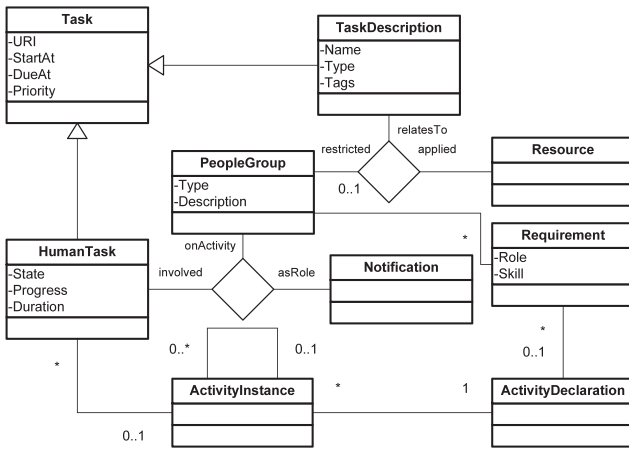 Task
-URI
-StartAt
-DueAt
-Priority
TaskDescription
-Name
-Type
-Tags
relatesTo
restricted
applied
0..1
PeopleGroup
-Type
-Description
Resource
*
Requirement
-Role
-Skill
onActivity
HumanTask
-State
-Progress
-Duration
involved
asRole
Notification
*
0..1
0..*
0..1
*
0..1
ActivityInstance
*
1
ActivityDeclaration